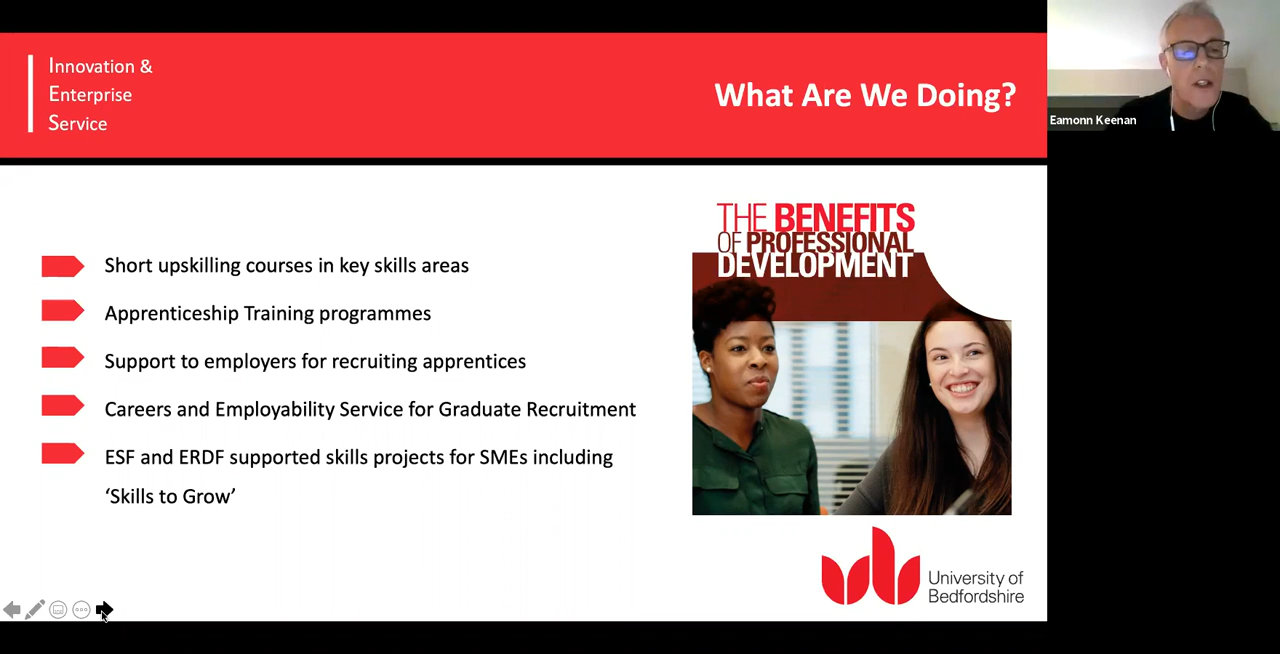 Innovation &
Enterprise
Service
What Are We Doing?
Eamonn Keenan
Short upskilling courses in key skills areas
Apprenticeship Training programmes
Support to employers for recruiting apprentices
Careers and Employability Service for Graduate Recruitment
ESF and ERDF supported skills projects for SMEs including
‘Skills to Grow’
THE BENEFITS
OF PROFESSIONAL
DEVELOPMENT
University of
Bedfordshire